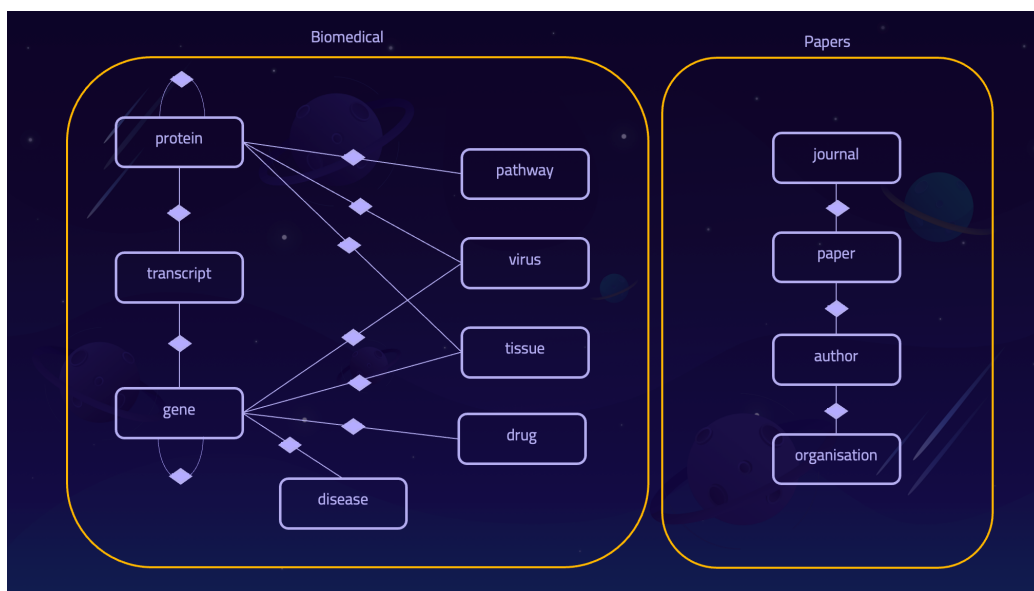 Biomedical
Papers
protein
pathway
journal
virus
paper
transcript
tissue
author
gene
drug
organisation
disease